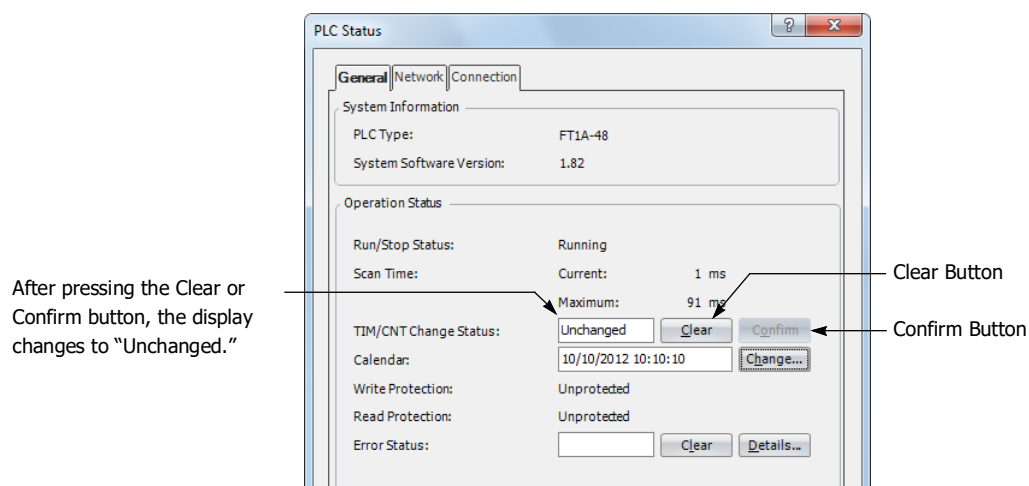 PLC Status
? X
General Network Connection
System Information
PLC Type: FT1A-48
System Software Version: 1.82
Operation Status
Run/Stop Status: Running
Scan Time: Current: 1 ms
Maximum: 91 ms
TIM/CNT Change Status: Unchanged Clear Confirm
Calendar: 10/10/2012 10:10:10 Change...
Write Protection: Unprotected
Read Protection: Unprotected
Error Status: Clear Details...
After pressing the Clear or
Confirm button, the display
changes to “Unchanged.”
Clear Button
Confirm Button